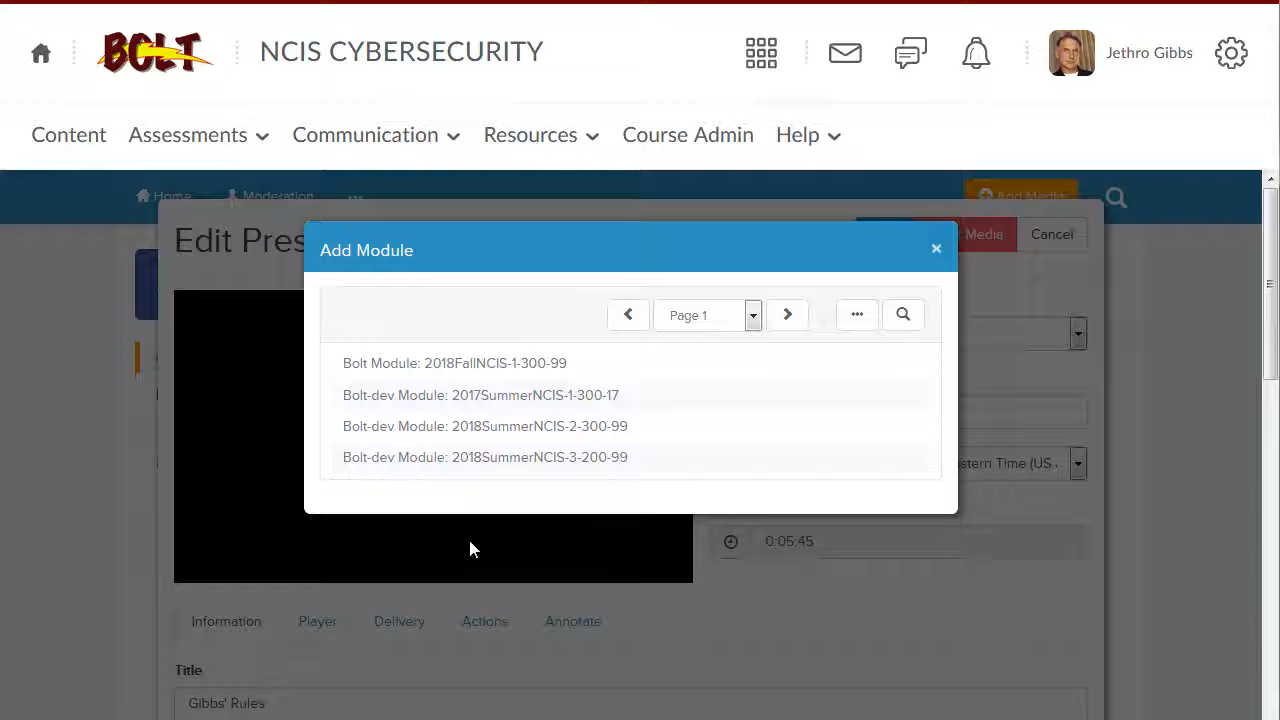 BOLT
NCIS CYBERSECURITY
Jethro Gibbs
Content
Assessments
Communication
Resources
Course Admin
Help
Home
Moderation
Add Media
Edit Pres
Media
Cancel
Add Module
×
Page 1
Bolt Module: 2018FallNCIS-1-300-99
Bolt-dev Module: 2017SummerNCIS-1-300-17
Bolt-dev Module: 2018SummerNCIS-2-300-99
Bolt-dev Module: 2018SummerNCIS-3-200-99
stern Time (US .
0:05:45
Information
Player
Delivery
Actions
Annotate
Title
Gibbs' Rules